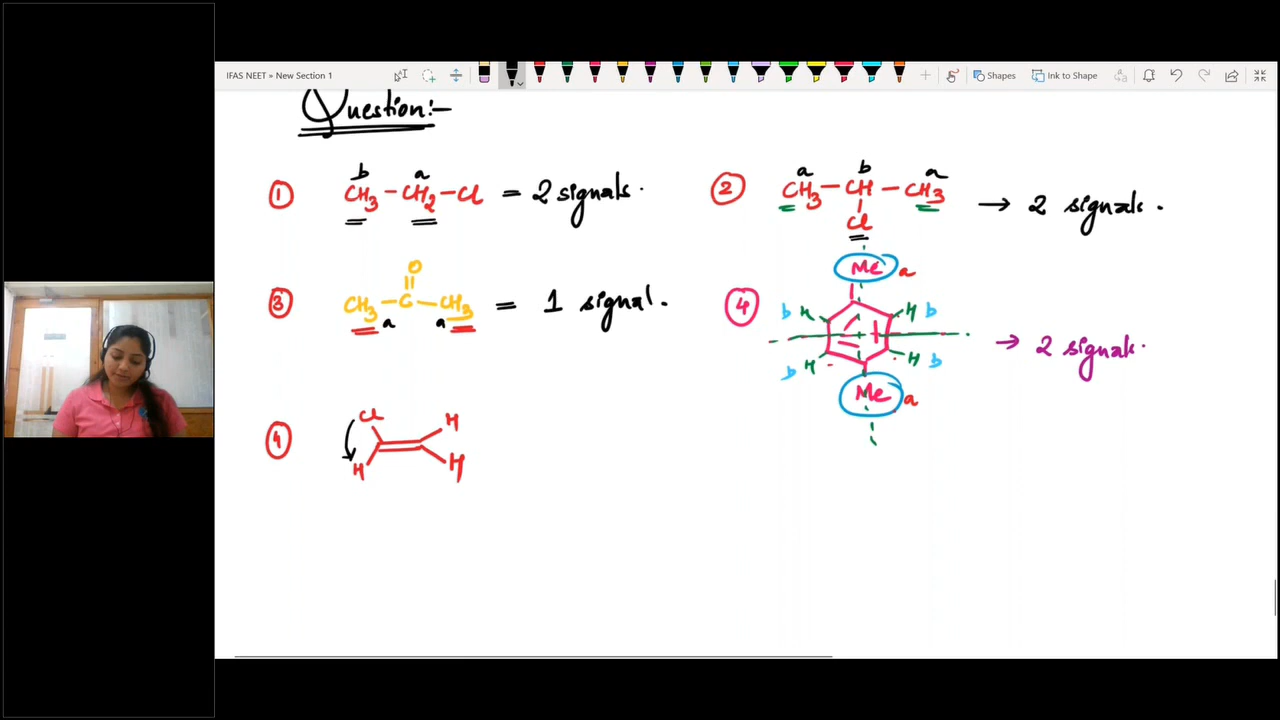 IFAS NEET » New Section 1
Shapes
Ink to Shape
Question:-
① CH3 - CH2 - Cl = 2 signals.
b a
② CH3 - CH - CH3 → 2 signals.
a b a
Cl
③ CH3 - C - CH3 = 1 signal.
O
a a
④ Me a
b H H b
b H H b
Me a
→ 2 signals.
④ Cl H
H H